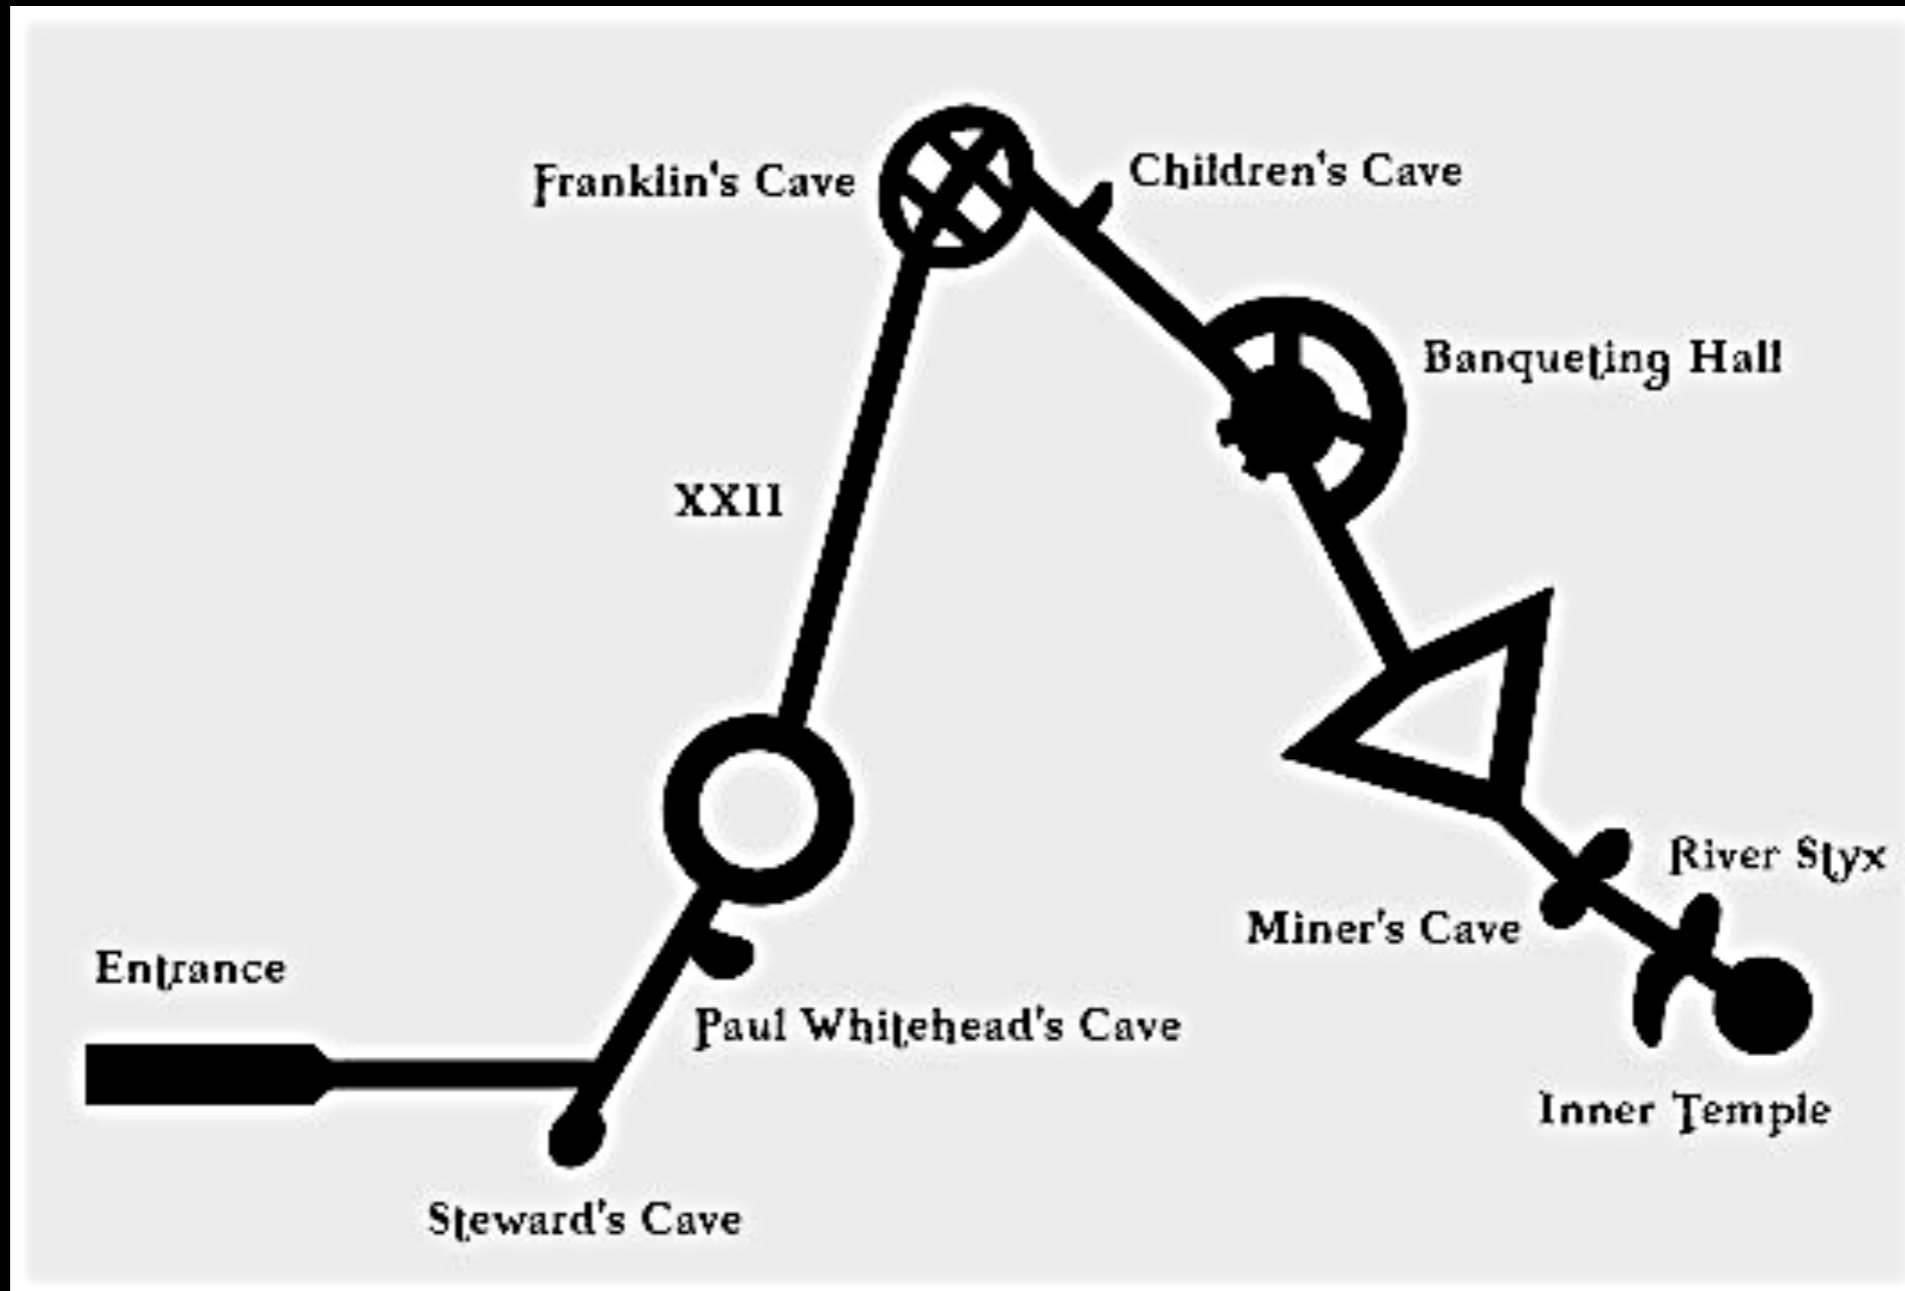 Franklin's Cave
Children's Cave
Banqueting Hall
XXII
River Styx
Miner's Cave
Entrance
Paul Whitehead's Cave
Inner Temple
Steward's Cave